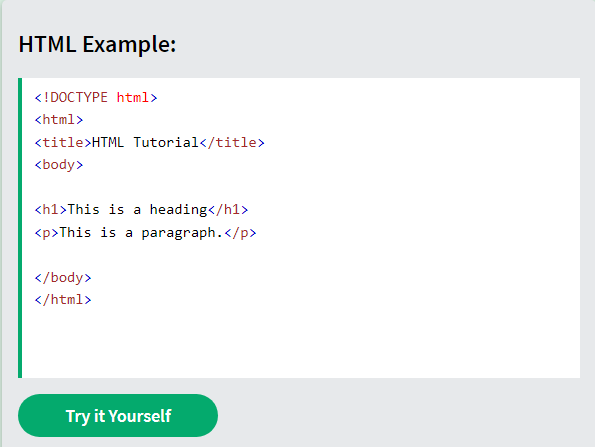 HTML Example:
<!DOCTYPE html>
<html>
<title>HTML Tutorial</title>
<body>
<h1>This is a heading</h1>
<p>This is a paragraph.</p>
</body>
</html>
Try it Yourself